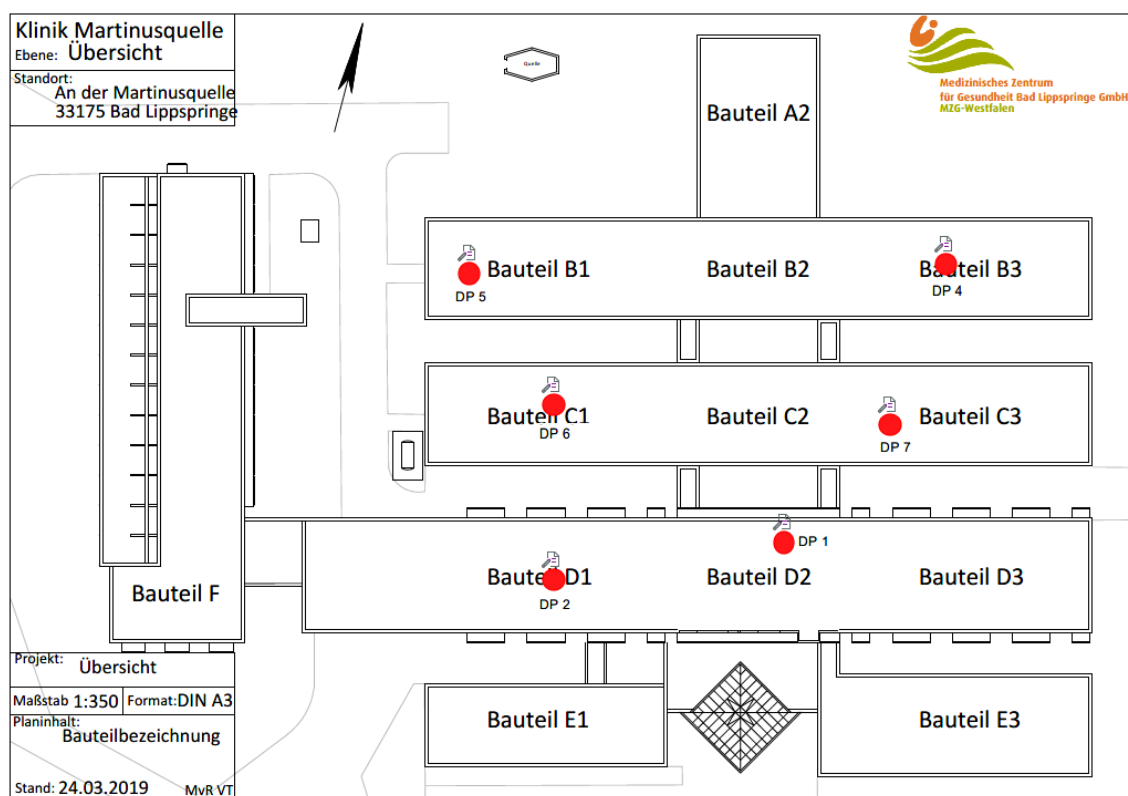 Klinik Martinusquelle
Ebene: Übersicht
Standort:
An der Martinusquelle
33175 Bad Lippspringe
Quelle
Medizinisches Zentrum
für Gesundheit Bad Lippspringe GmbH
MZG-Westfalen
Bauteil A2
Bauteil B1
Bauteil B2
Bauteil B3
DP 5
DP 4
Bauteil C1
Bauteil C2
Bauteil C3
DP 6
DP 7
DP 1
Bauteil D1
Bauteil D2
Bauteil D3
DP 2
Bauteil F
Bauteil E1
Bauteil E3
Projekt: Übersicht
Maßstab 1:350 Format: DIN A3
Planinhalt:
Bauteilbezeichnung
Stand: 24.03.2019 MvR VT